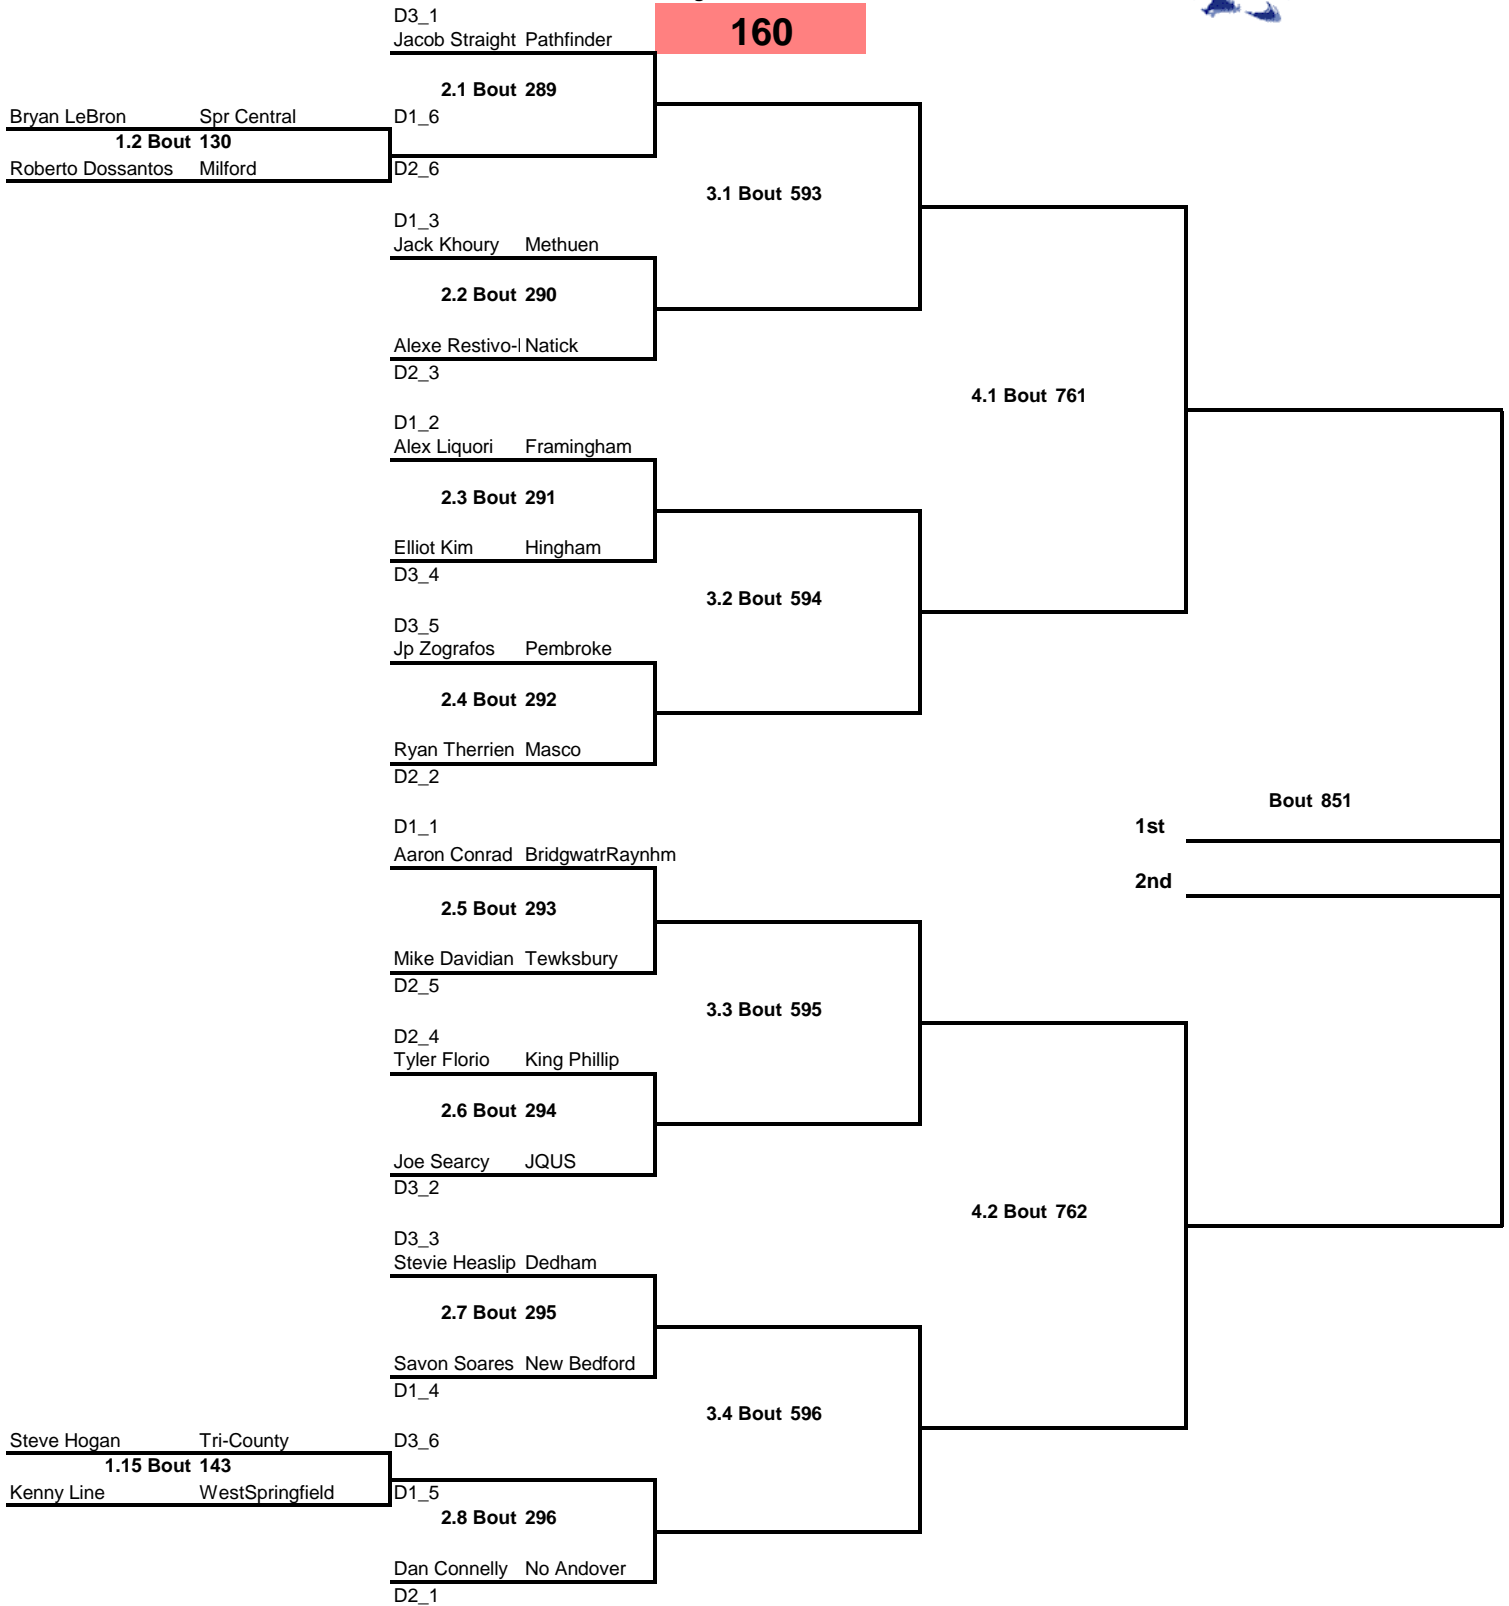 D3_1
Jacob Straight Pathfinder
160
2.1 Bout 289
Bryan LeBron Spr Central D1_6
1.2 Bout 130
Roberto Dossantos Milford D2_6
3.1 Bout 593
D1_3
Jack Khoury Methuen
2.2 Bout 290
Alexe Restivo- Natick
D2_3
4.1 Bout 761
D1_2
Alex Liquori Framingham
2.3 Bout 291
Elliot Kim Hingham
D3_4
3.2 Bout 594
D3_5
Jp Zografos Pembroke
2.4 Bout 292
Ryan Therrien Masco
D2_2
Bout 851
D1_1 1st
Aaron Conrad BridgwatrRaynhm
2nd
2.5 Bout 293
Mike Davidian Tewksbury
D2_5
3.3 Bout 595
D2_4
Tyler Florio King Phillip
2.6 Bout 294
Joe Searcy JQUS
D3_2
4.2 Bout 762
D3_3
Stevie Heaslip Dedham
2.7 Bout 295
Savon Soares New Bedford
D1_4
3.4 Bout 596
Steve Hogan Tri-County D3_6
1.15 Bout 143
Kenny Line WestSpringfield D1_5
2.8 Bout 296
Dan Connelly No Andover
D2_1